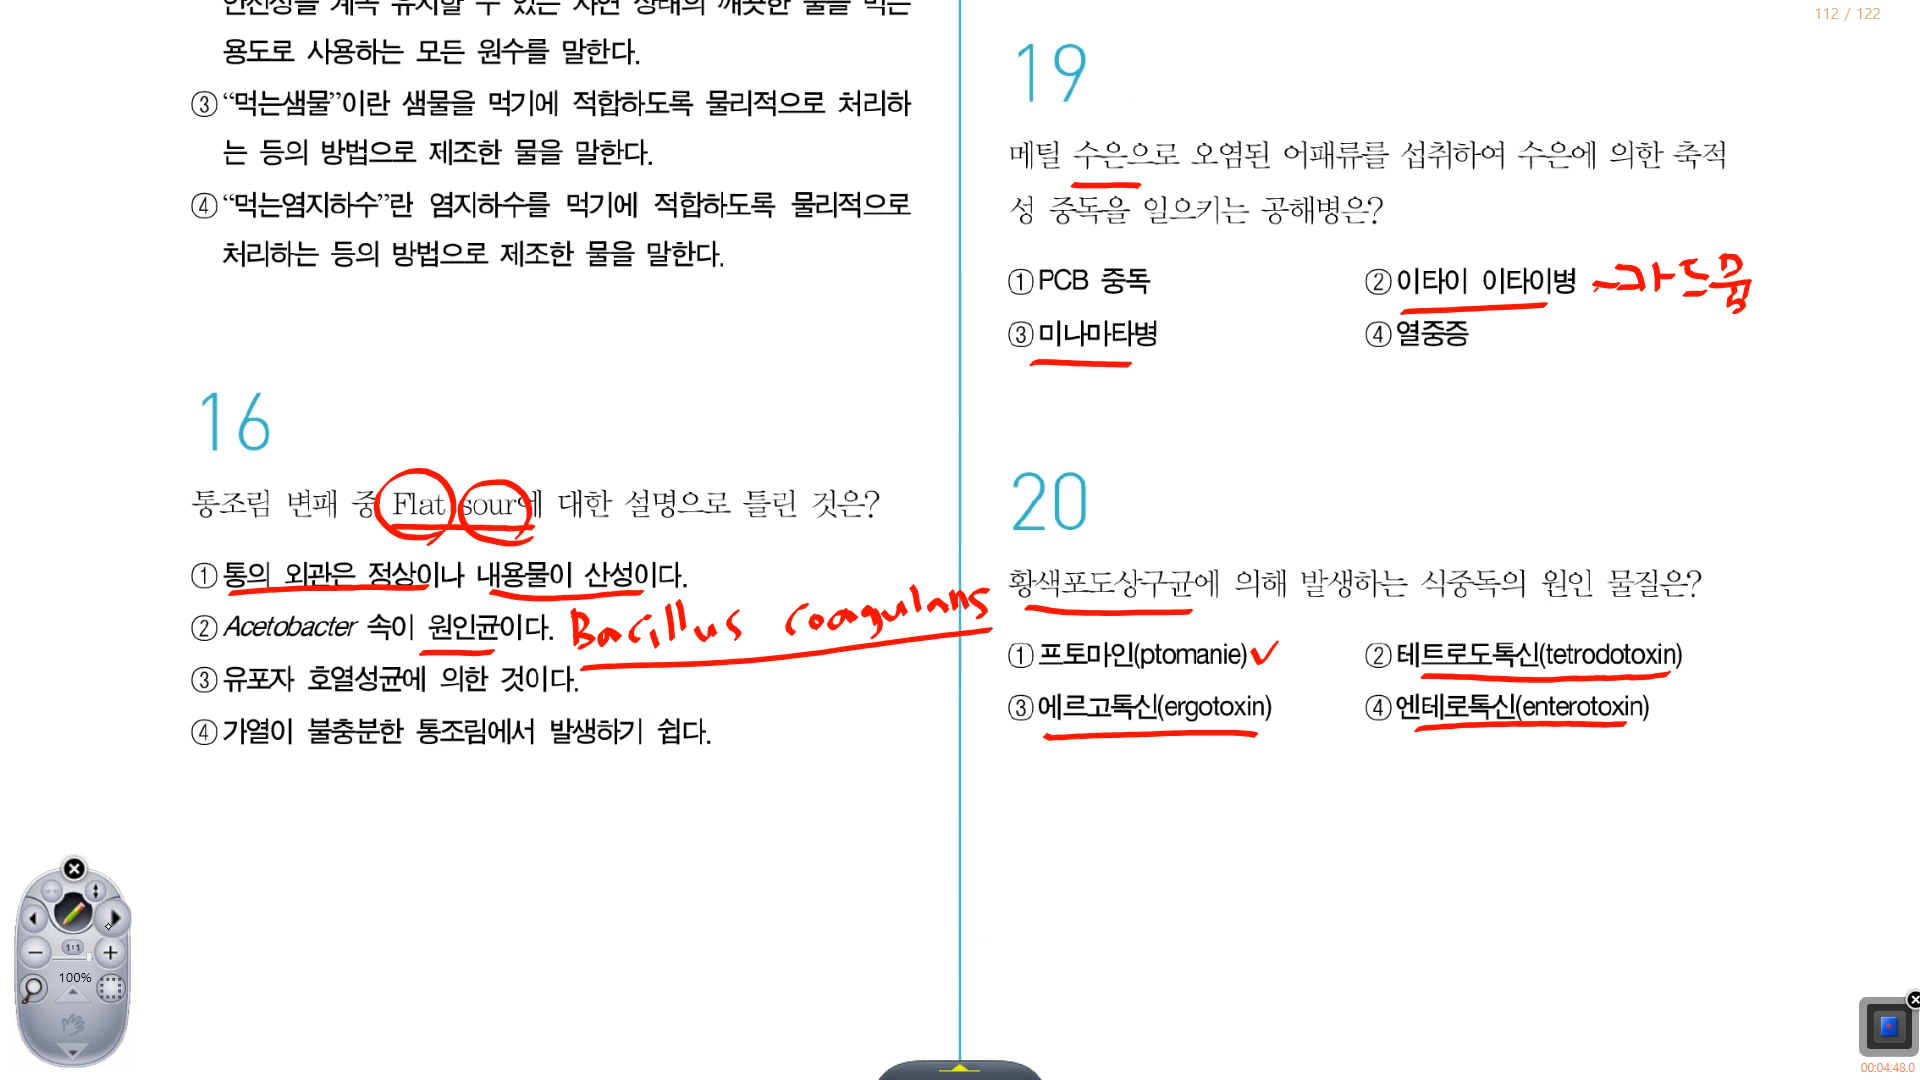 안전성을 계속 유지할 수 있는 자연 상태의 깨끗한 물을 먹는
용도로 사용하는 모든 원수를 말한다.
③ “먹는샘물”이란 샘물을 먹기에 적합하도록 물리적으로 처리하
는 등의 방법으로 제조한 물을 말한다.
④ “먹는염지하수”란 염지하수를 먹기에 적합하도록 물리적으로
처리하는 등의 방법으로 제조한 물을 말한다.
16
통조림 변패 중 Flat sour에 대한 설명으로 틀린 것은?
① 통의 외관은 정상이나 내용물이 산성이다.
② Acetobacter 속이 원인균이다. Bacillus coagulans
③ 유포자 호열성균에 의한 것이다.
④ 가열이 불충분한 통조림에서 발생하기 쉽다.
112 / 122
19
메틸 수은으로 오염된 어패류를 섭취하여 수은에 의한 축적
성 중독을 일으키는 공해병은?
① PCB 중독 ② 이타이 이타이병 카드뮴
③ 미나마타병 ④ 열중증
20
황색포도상구균에 의해 발생하는 식중독의 원인 물질은?
① 프토마인(ptomanie) ② 테트로도톡신(tetrodotoxin)
③ 에르고톡신(ergotoxin) ④ 엔테로톡신(enterotoxin)
1:1
100%
00:04:48.0